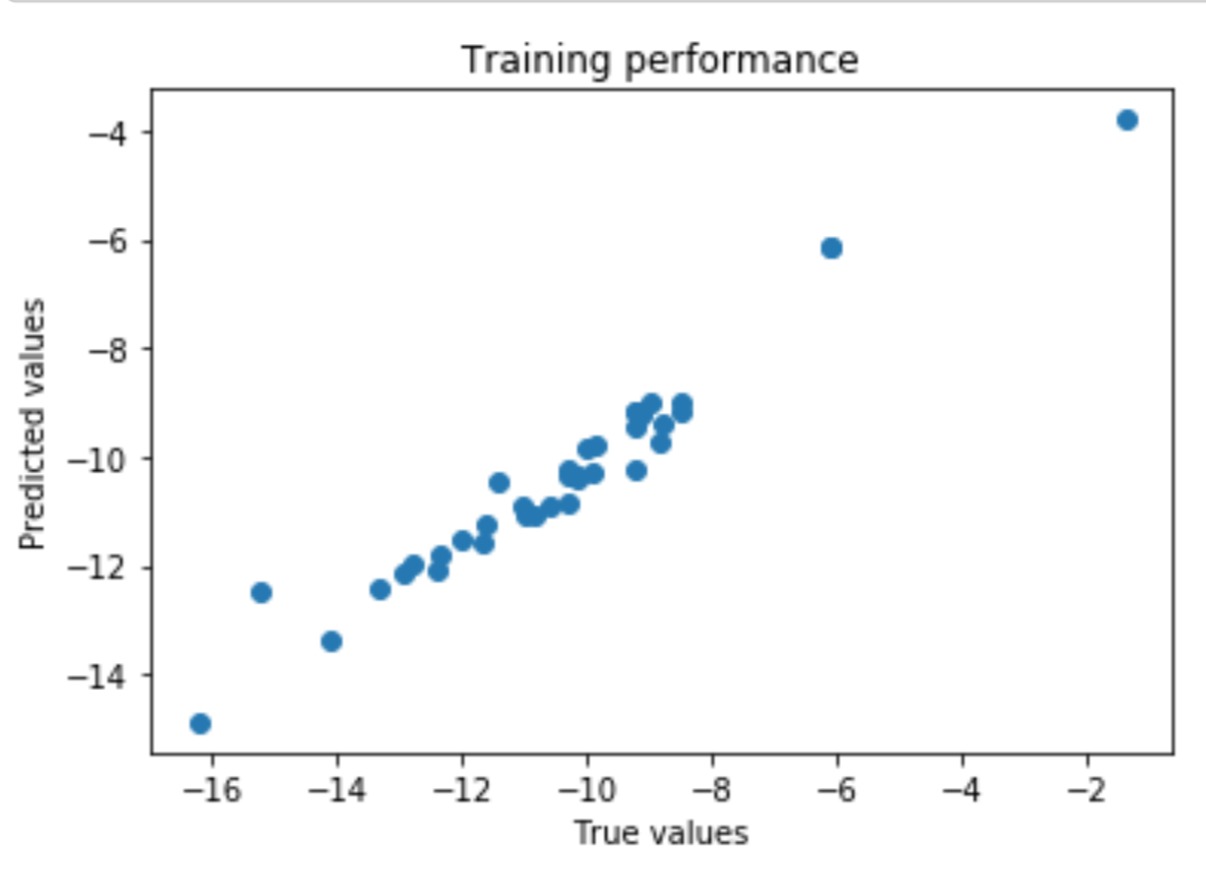 Training performance
−4
−6
−8
−10
−12
−14
Predicted values
−16 −14 −12 −10 −8 −6 −4 −2
True values